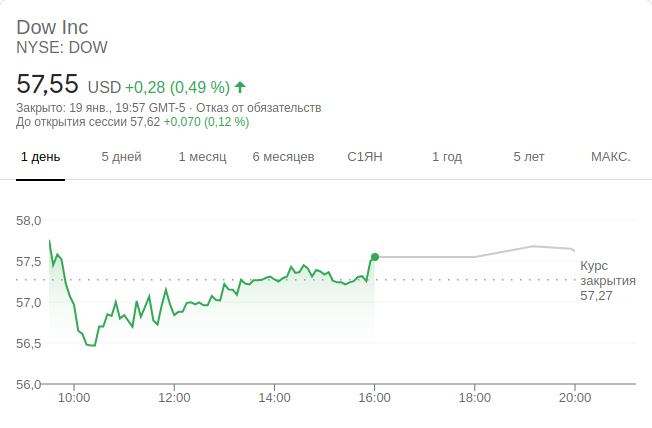 Dow Inc
NYSE: DOW
57,55 USD +0,28 (0,49 %)
Закрыто: 19 янв., 19:57 GMT-5 · Отказ от обязательств
До открытия сессии 57,62 +0,070 (0,12 %)
1 день 5 дней 1 месяц 6 месяцев С1ЯН 1 год 5 лет МАКС.
58,0
57,5
57,0
56,5
56,0
Курс
закрытия
57,27
10:00 12:00 14:00 16:00 18:00 20:00